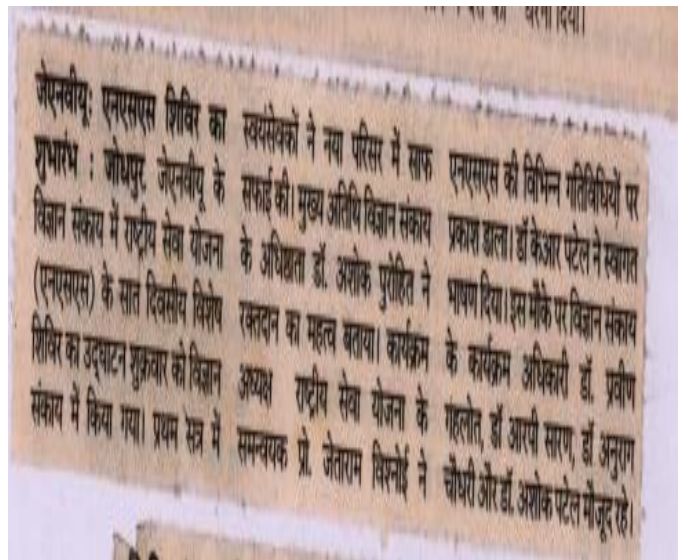 धरना दिया।
जेएनवीयू: एनएसएस शिविर का
शुभारंभ : जोधपुर. जेएनवीयू के
विज्ञान संकाय में राष्ट्रीय सेवा योजना
(एनएसएस) के सात दिवसीय विशेष
शिविर का उद्घाटन शुक्रवार को विज्ञान
संकाय में किया गया। प्रथम सत्र में
स्वयंसेवकों ने नया परिसर में साफ
सफाई की। मुख्य अतिथि विज्ञान संकाय
के अधिष्ठाता डॉ. अशोक पुरोहित ने
रक्तदान का महत्व बताया। कार्यक्रम
अध्यक्ष राष्ट्रीय सेवा योजना के
समन्वयक प्रो. जेताराम विश्नोई ने
एनएसएस की विभिन्न गतिविधियों पर
प्रकाश डाला। डॉ केआर पटेल ने स्वागत
भाषण दिया। इस मौके पर विज्ञान संकाय
के कार्यक्रम अधिकारी डॉ. प्रवीण
गहलोत, डॉ आरपी सारण, डॉ अनुराग
चौधरी और डॉ. अशोक पटेल मौजूद रहे।